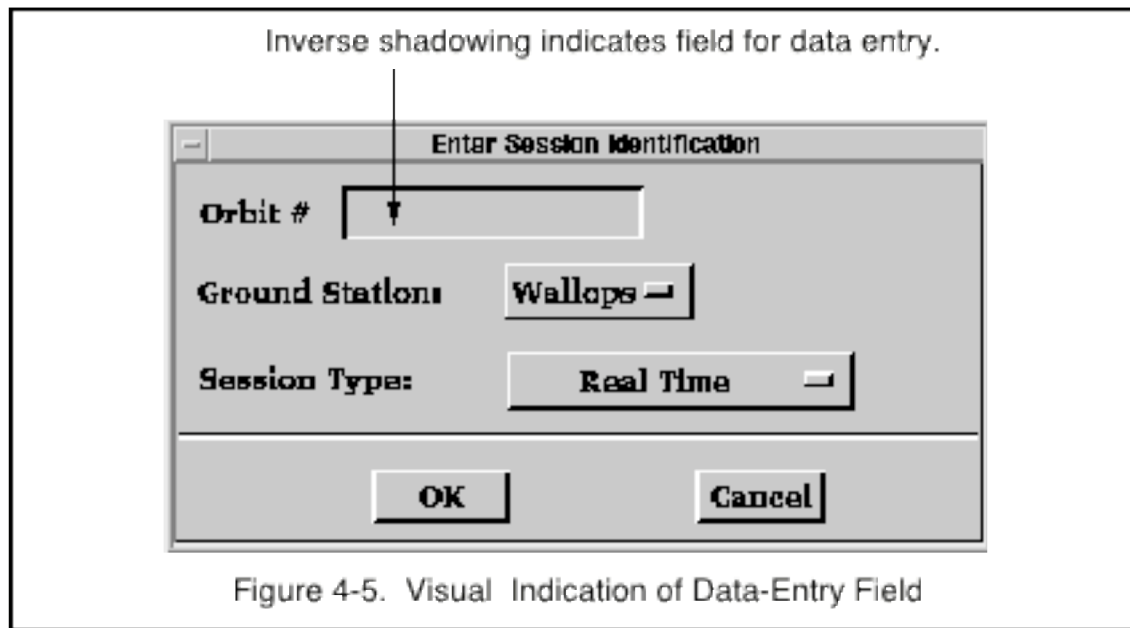 Inverse shadowing indicates field for data entry.
Enter Session Identification
Orbit #
Ground Station:
Wallops
Session Type:
Real Time
OK
Cancel
Figure 4-5. Visual Indication of Data-Entry Field